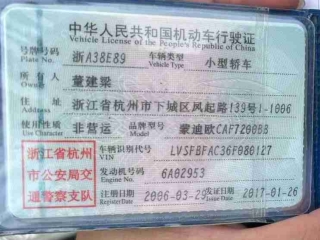 中华人民共和国机动车行驶证
Vehicle License of the People's Republic of China
号牌号码 Plate No. 浙A38E89 车辆类型 Vehicle Type 小型轿车
所有人 Owner 董建梁
住址 Address 浙江省杭州市下城区凤起路139号1-1006
使用性质 Use Character 非营运 蒙迪欧CAF7200B8
浙江省杭州市公安局交通警察支队
车辆识别代号 VIN LVSFBFAC36F080127
发动机号码 Engine No. 6A02953
注册日期 Register Date 2006-03-23 发证日期 Issue Date 2017-01-26